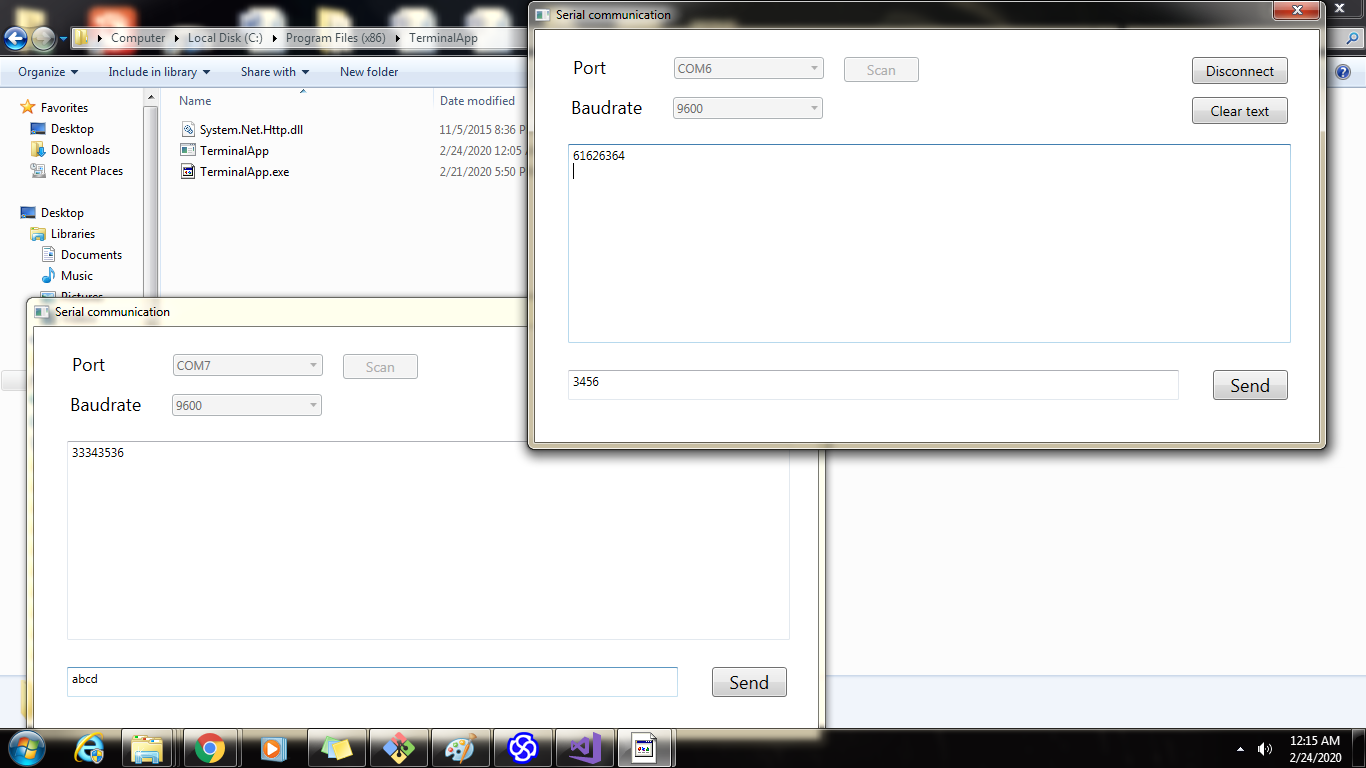 Computer Local Disk (C:) Program Files (x86) TerminalApp
Organize Include in library Share with New folder
Favorites
Desktop
Downloads
Recent Places
Desktop
Libraries
Documents
Music
Pictures
Name Date modified
System.Net.Http.dll 11/5/2015 8:36 P
TerminalApp 2/24/2020 12:05
TerminalApp.exe 2/21/2020 5:50 P
Serial communication
Port COM6 Scan Disconnect
Baudrate 9600 Clear text
61626364
3456 Send
Serial communication
Port COM7 Scan
Baudrate 9600
33343536
abcd Send
12:15 AM
2/24/2020